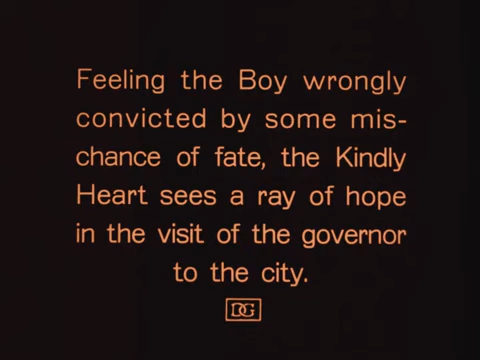 Feeling the Boy wrongly
convicted by some mis-
chance of fate, the Kindly
Heart sees a ray of hope
in the visit of the governor
to the city.
DG